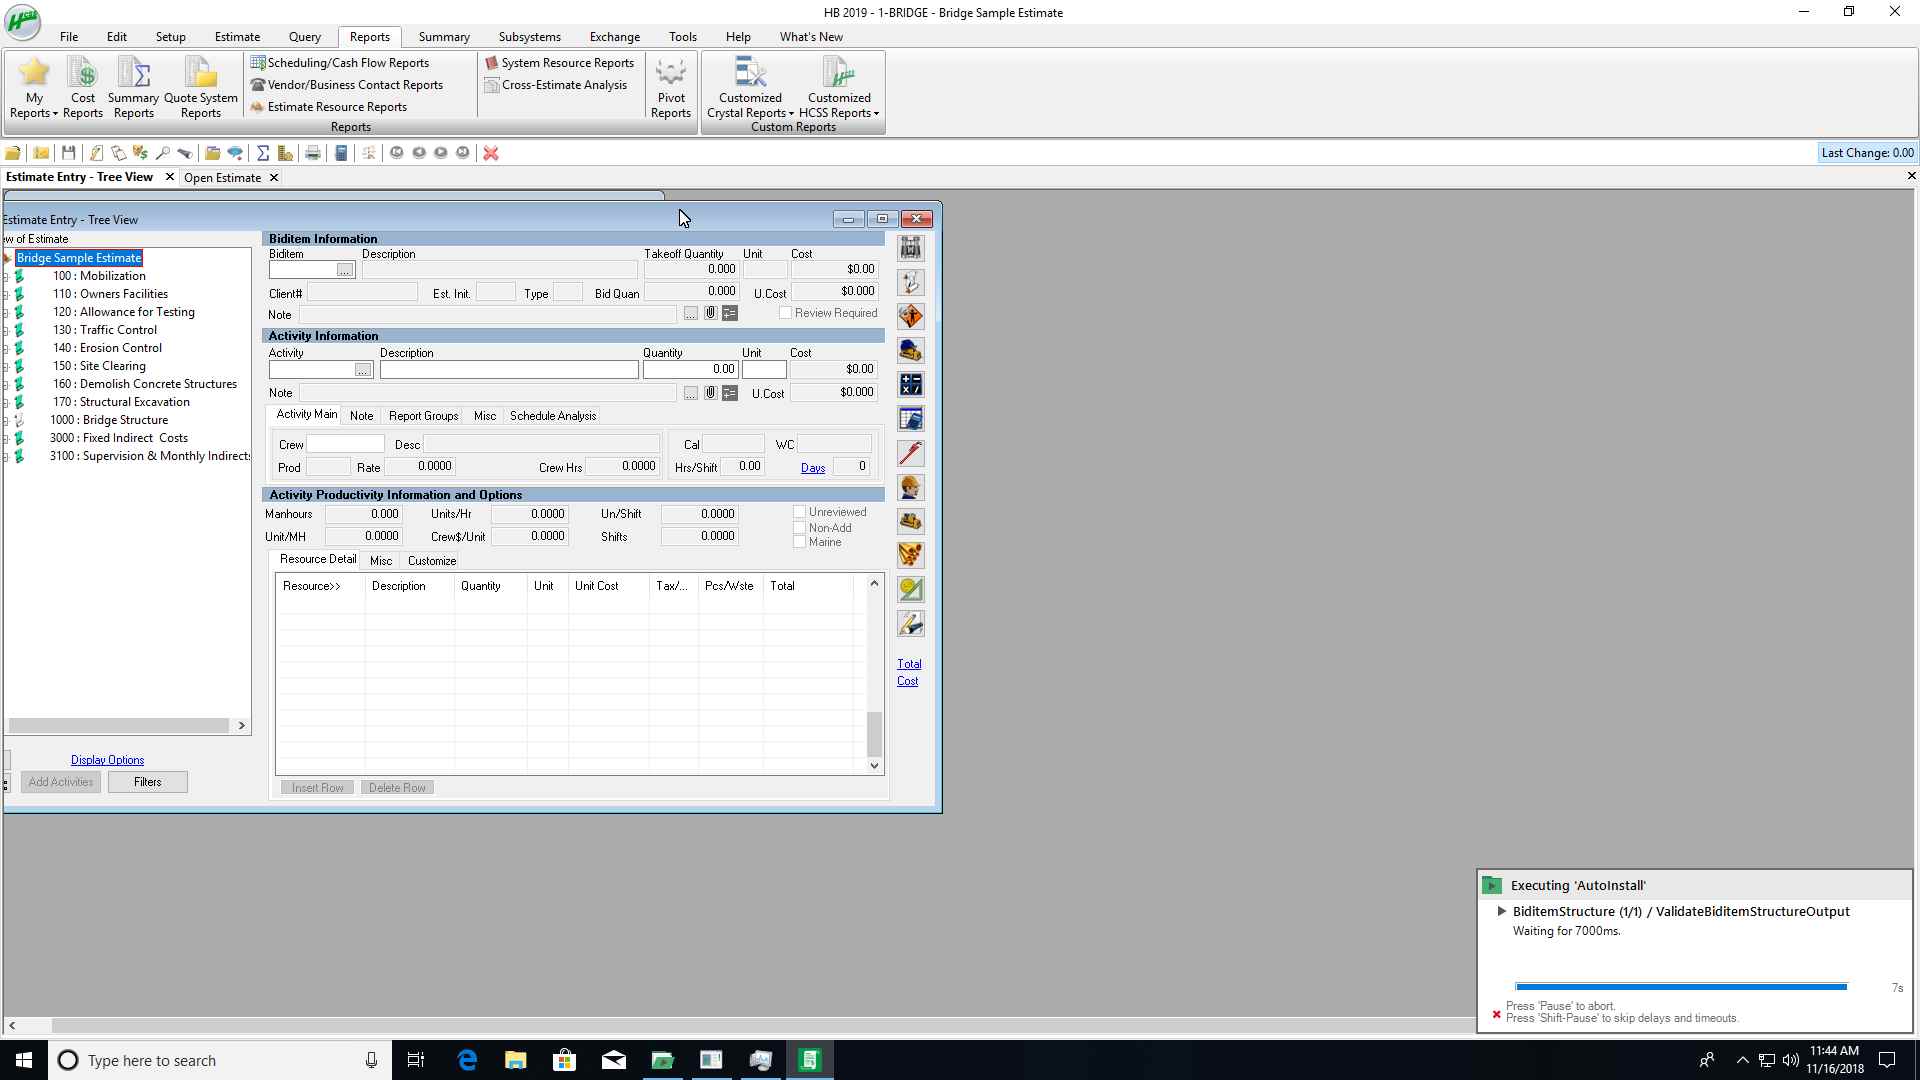 HB 2019 - 1-BRIDGE - Bridge Sample Estimate
HCSS
File Edit Setup Estimate Query Reports Summary Subsystems Exchange Tools Help What's New
My Reports
Cost Reports
Summary Reports
Quote System Reports
Scheduling/Cash Flow Reports
Vendor/Business Contact Reports
Estimate Resource Reports
System Resource Reports
Cross-Estimate Analysis
Pivot Reports
Customized Crystal Reports
Customized HCSS Reports
Reports
Custom Reports
Last Change: 0.00
Estimate Entry - Tree View
Open Estimate
Estimate Entry - Tree View
ew of Estimate
Bridge Sample Estimate
100 : Mobilization
110 : Owners Facilities
120 : Allowance for Testing
130 : Traffic Control
140 : Erosion Control
150 : Site Clearing
160 : Demolish Concrete Structures
170 : Structural Excavation
1000 : Bridge Structure
3000 : Fixed Indirect Costs
3100 : Supervision & Monthly Indirects
Display Options
Add Activities Filters
Biditem Information
Biditem Description Takeoff Quantity Unit Cost
... 0.000 $0.00
Client# Est. Init. Type Bid Quan 0.000 U.Cost $0.000
Note ... Review Required
Activity Information
Activity Description Quantity Unit Cost
... 0.00 $0.00
Note ... U.Cost $0.000
Activity Main Note Report Groups Misc Schedule Analysis
Crew Desc Cal WC
Prod Rate 0.0000 Crew Hrs 0.0000 Hrs/Shift 0.00 Days 0
Activity Productivity Information and Options
Manhours 0.000 Units/Hr 0.0000 Un/Shift 0.0000 Unreviewed
Non-Add
Unit/MH 0.0000 Crew$/Unit 0.0000 Shifts 0.0000 Marine
Resource Detail Misc Customize
Resource>> Description Quantity Unit Unit Cost Tax/... Pcs/Wste Total
Insert Row Delete Row
Total
Cost
Executing 'AutoInstall'
BiditemStructure (1/1) / ValidateBiditemStructureOutput
Waiting for 7000ms.
7s
Press 'Pause' to abort.
Press 'Shift-Pause' to skip delays and timeouts.
Type here to search
11:44 AM
11/16/2018